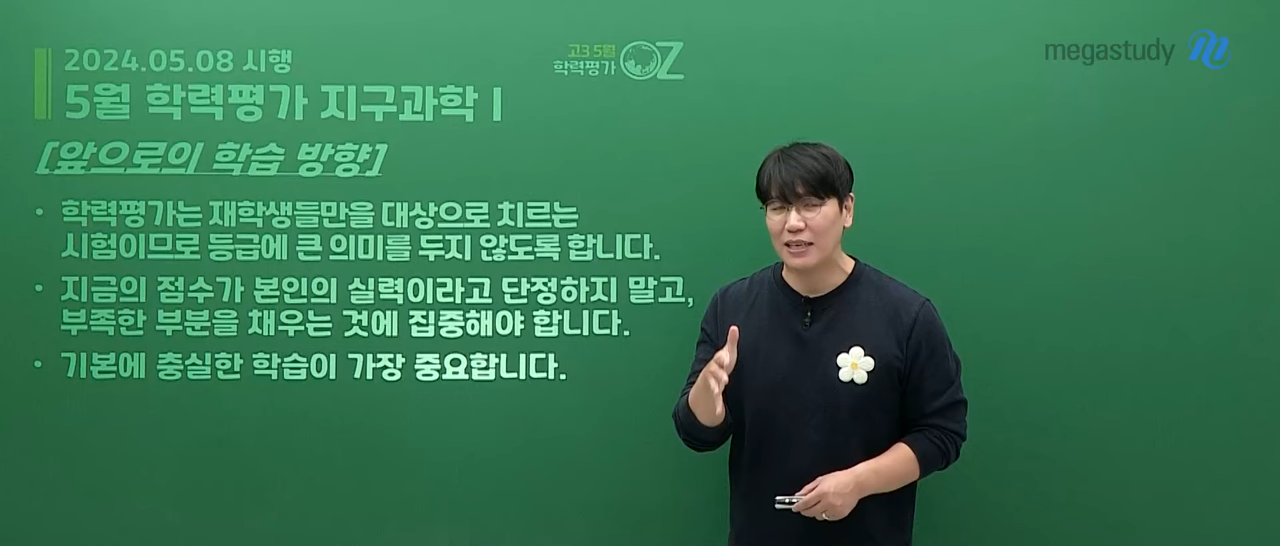 2024.05.08 시행
5월 학력평가 지구과학 I
고3 5월
학력평가 OZ
megastudy
[앞으로의 학습 방향]
• 학력평가는 재학생들만을 대상으로 치르는
시험이므로 등급에 큰 의미를 두지 않도록 합니다.
• 지금의 점수가 본인의 실력이라고 단정하지 말고,
부족한 부분을 채우는 것에 집중해야 합니다.
• 기본에 충실한 학습이 가장 중요합니다.